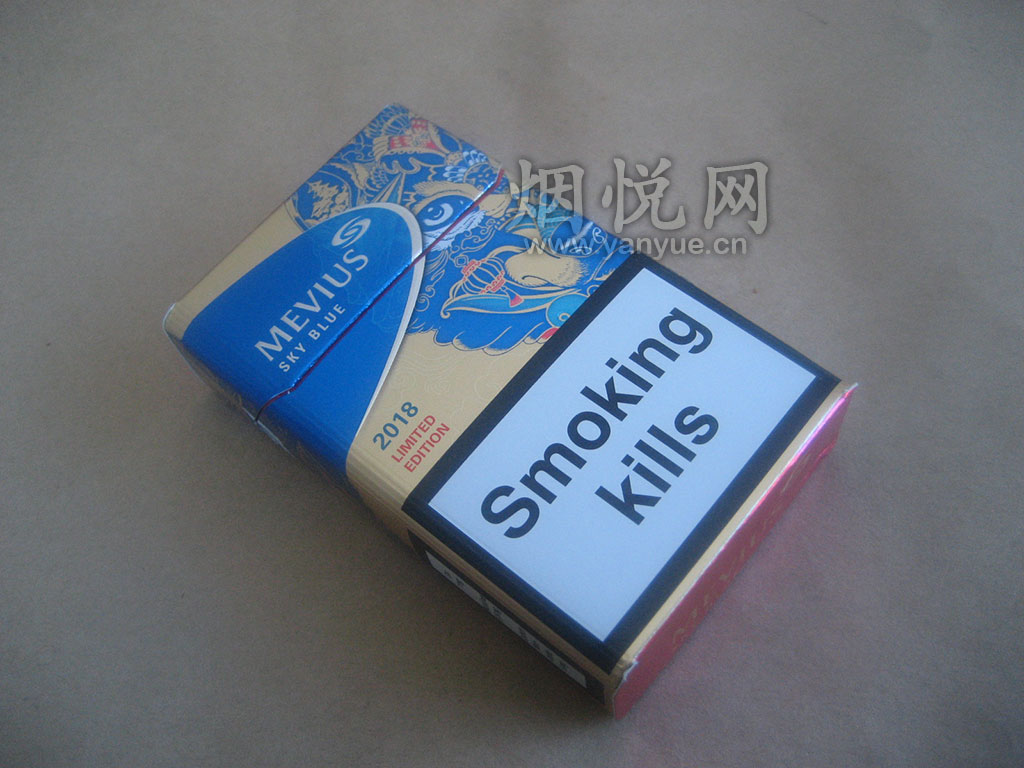 烟悦网
www.yanyue.cn
MEVIUS
SKY BLUE
2018
LIMITED
EDITION
Smoking
kills